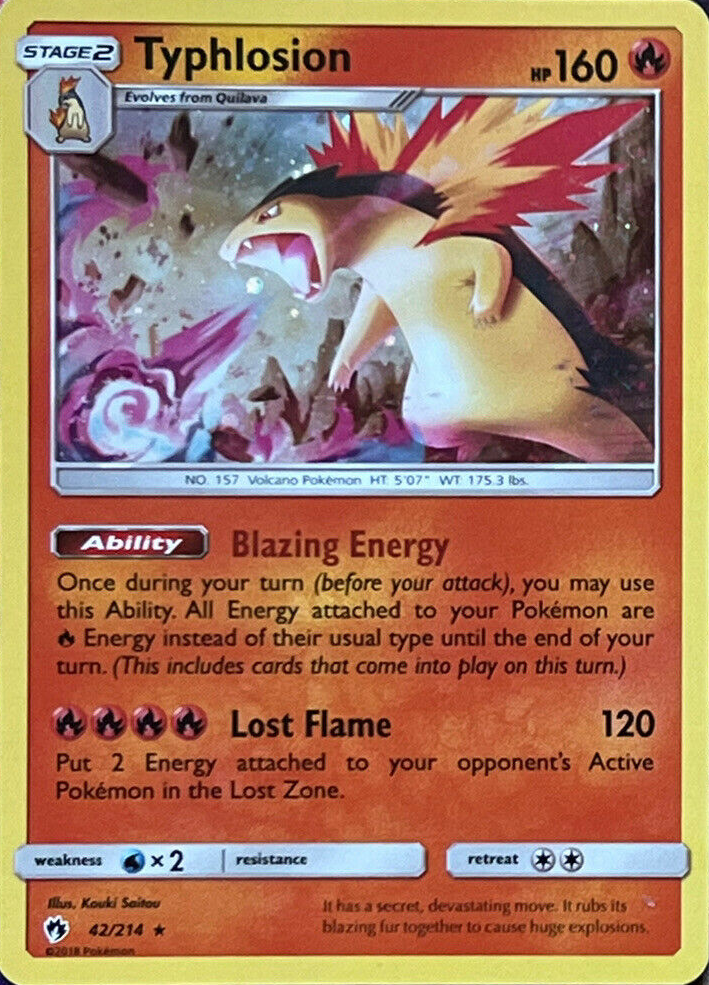 STAGE 2 Typhlosion HP 160
Evolves from Quilava
NO. 157 Volcano Pokémon HT: 5'07" WT: 175.3 lbs.
Ability Blazing Energy
Once during your turn (before your attack), you may use
this Ability. All Energy attached to your Pokémon are
Energy instead of their usual type until the end of your
turn. (This includes cards that come into play on this turn.)
Lost Flame 120
Put 2 Energy attached to your opponent's Active
Pokémon in the Lost Zone.
weakness ×2 resistance retreat
Illus. Kouki Saitou
42/214 ★
©2018 Pokémon
It has a secret, devastating move. It rubs its
blazing fur together to cause huge explosions.